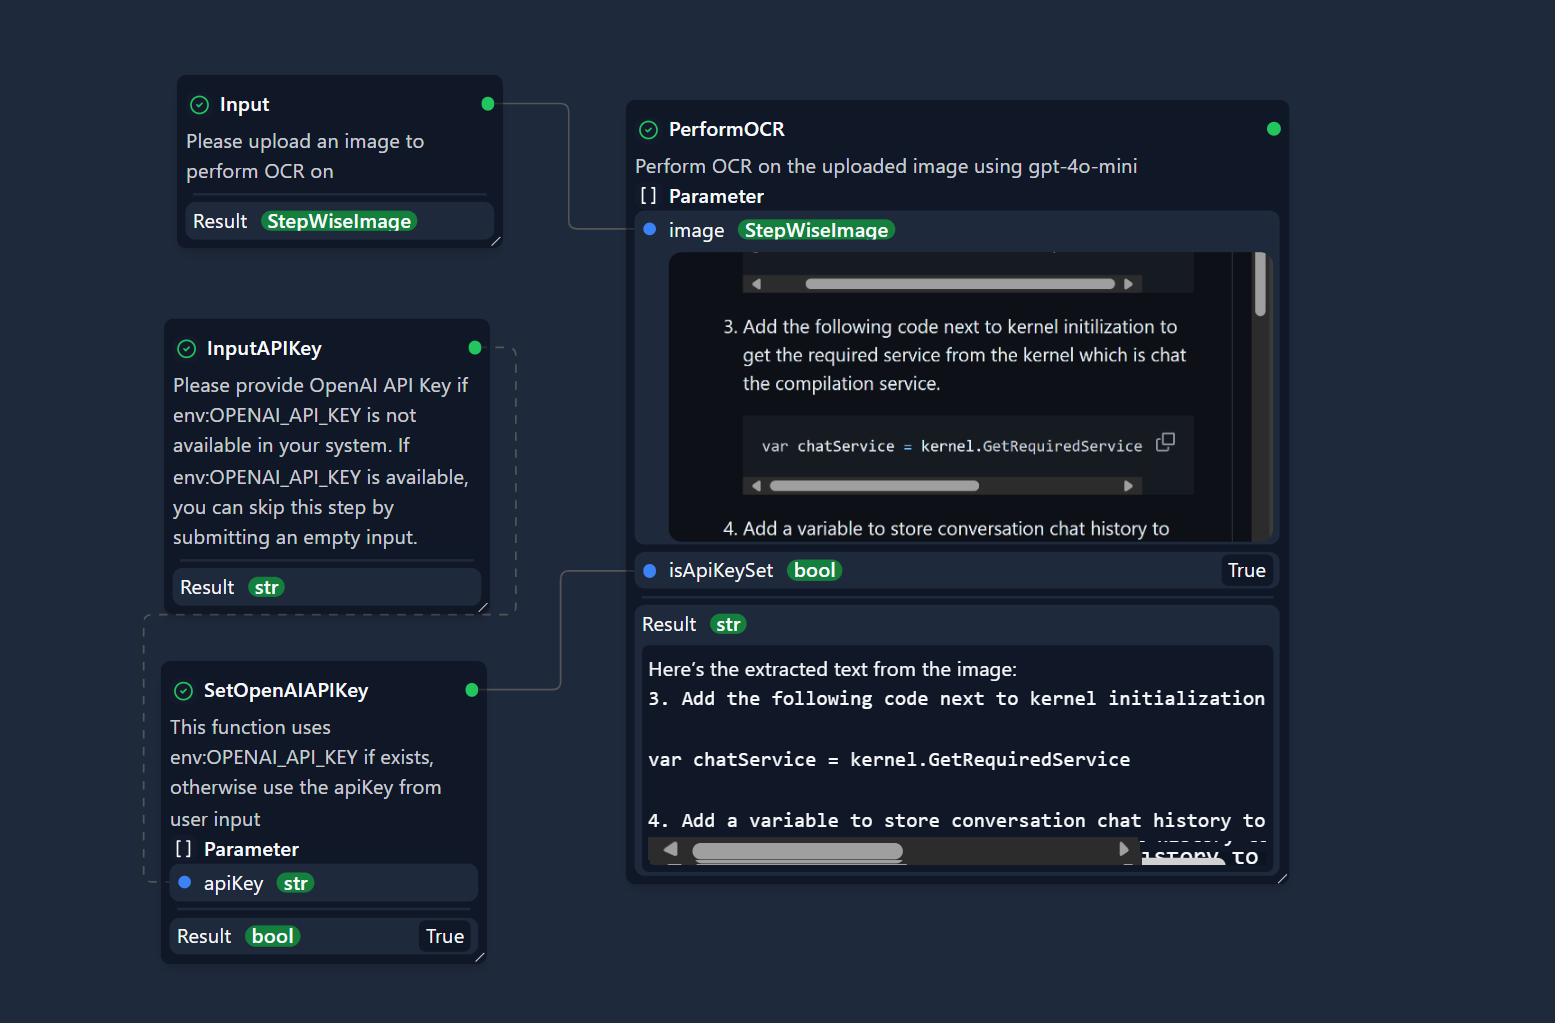 Input
Please upload an image to
perform OCR on
Result StepWiseImage
InputAPIKey
Please provide OpenAI API Key if
env:OPENAI_API_KEY is not
available in your system. If
env:OPENAI_API_KEY is available,
you can skip this step by
submitting an empty input.
Result str
SetOpenAIAPIKey
This function uses
env:OPENAI_API_KEY if exists,
otherwise use the apiKey from
user input
[] Parameter
apiKey str
Result bool True
PerformOCR
Perform OCR on the uploaded image using gpt-4o-mini
[] Parameter
image StepWiseImage
3. Add the following code next to kernel initilization to
get the required service from the kernel which is chat
the compilation service.
var chatService = kernel.GetRequiredService
4. Add a variable to store conversation chat history to
isApiKeySet bool True
Result str
Here’s the extracted text from the image:
3. Add the following code next to kernel initialization
var chatService = kernel.GetRequiredService
4. Add a variable to store conversation chat history to
history to